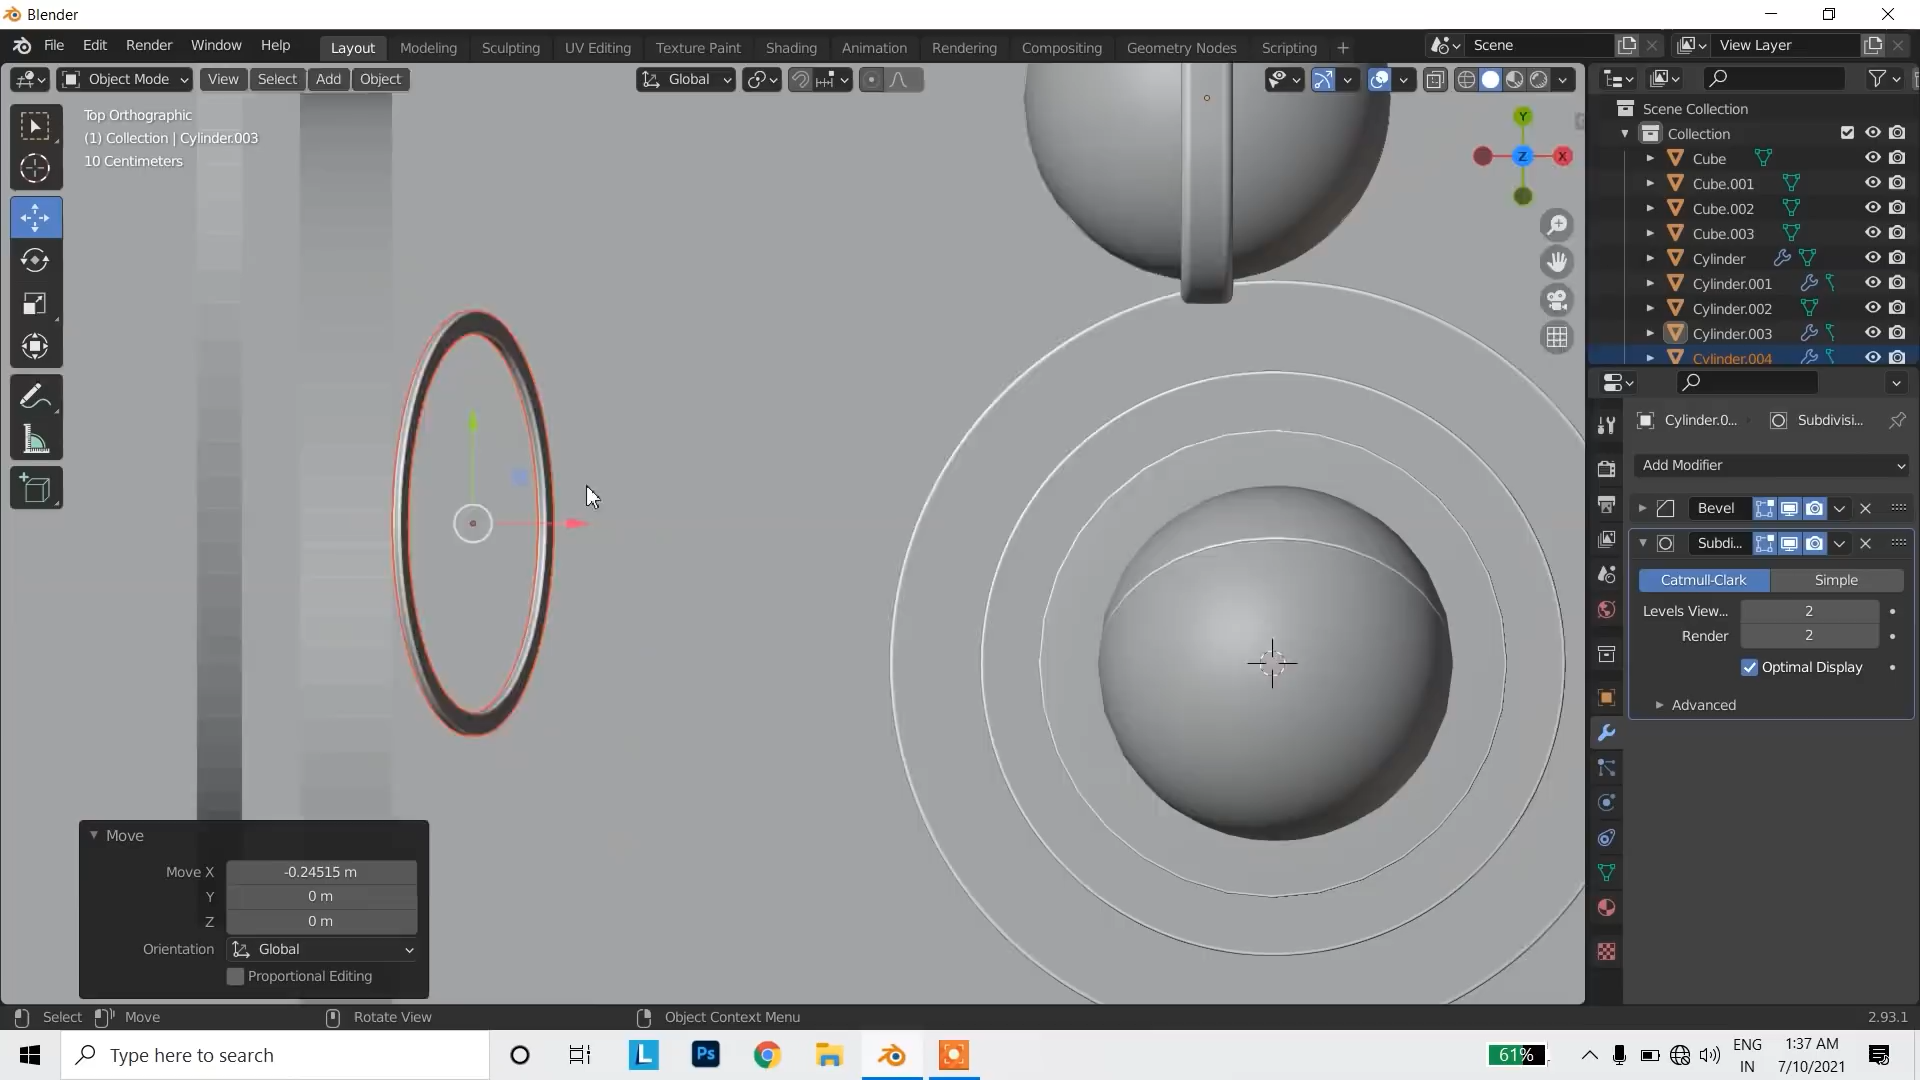 Blender
File Edit Render Window Help Layout Modeling Sculpting UV Editing Texture Paint Shading Animation Rendering Compositing Geometry Nodes Scripting + Scene View Layer
Object Mode View Select Add Object Global
Top Orthographic
(1) Collection | Cylinder.003
10 Centimeters
Y
Z X
Scene Collection
Collection
Cube
Cube.001
Cube.002
Cube.003
Cylinder
Cylinder.001
Cylinder.002
Cylinder.003
Cylinder.004
Cylinder.0... Subdivisi...
Add Modifier
Bevel
Subdi...
Catmull-Clark Simple
Levels View... 2
Render 2
Optimal Display
Advanced
Move
Move X -0.24515 m
Y 0 m
Z 0 m
Orientation Global
Proportional Editing
Select Move Rotate View Object Context Menu 2.93.1
Type here to search L Ps 61% ENG IN 1:37 AM 7/10/2021